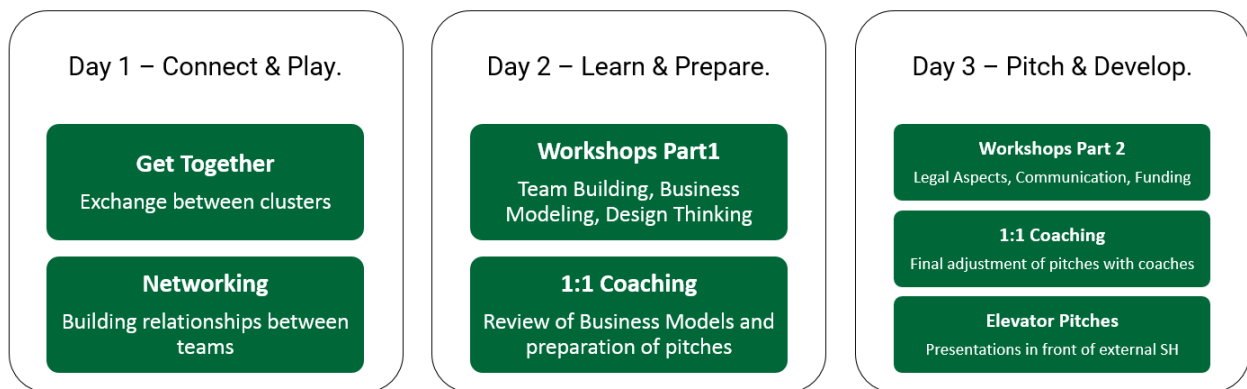 Day 1 – Connect & Play.
Get Together
Exchange between clusters
Networking
Building relationships between
teams
Day 2 – Learn & Prepare.
Workshops Part1
Team Building, Business
Modeling, Design Thinking
1:1 Coaching
Review of Business Models and
preparation of pitches
Day 3 – Pitch & Develop.
Workshops Part 2
Legal Aspects, Communication, Funding
1:1 Coaching
Final adjustment of pitches with coaches
Elevator Pitches
Presentations in front of external SH